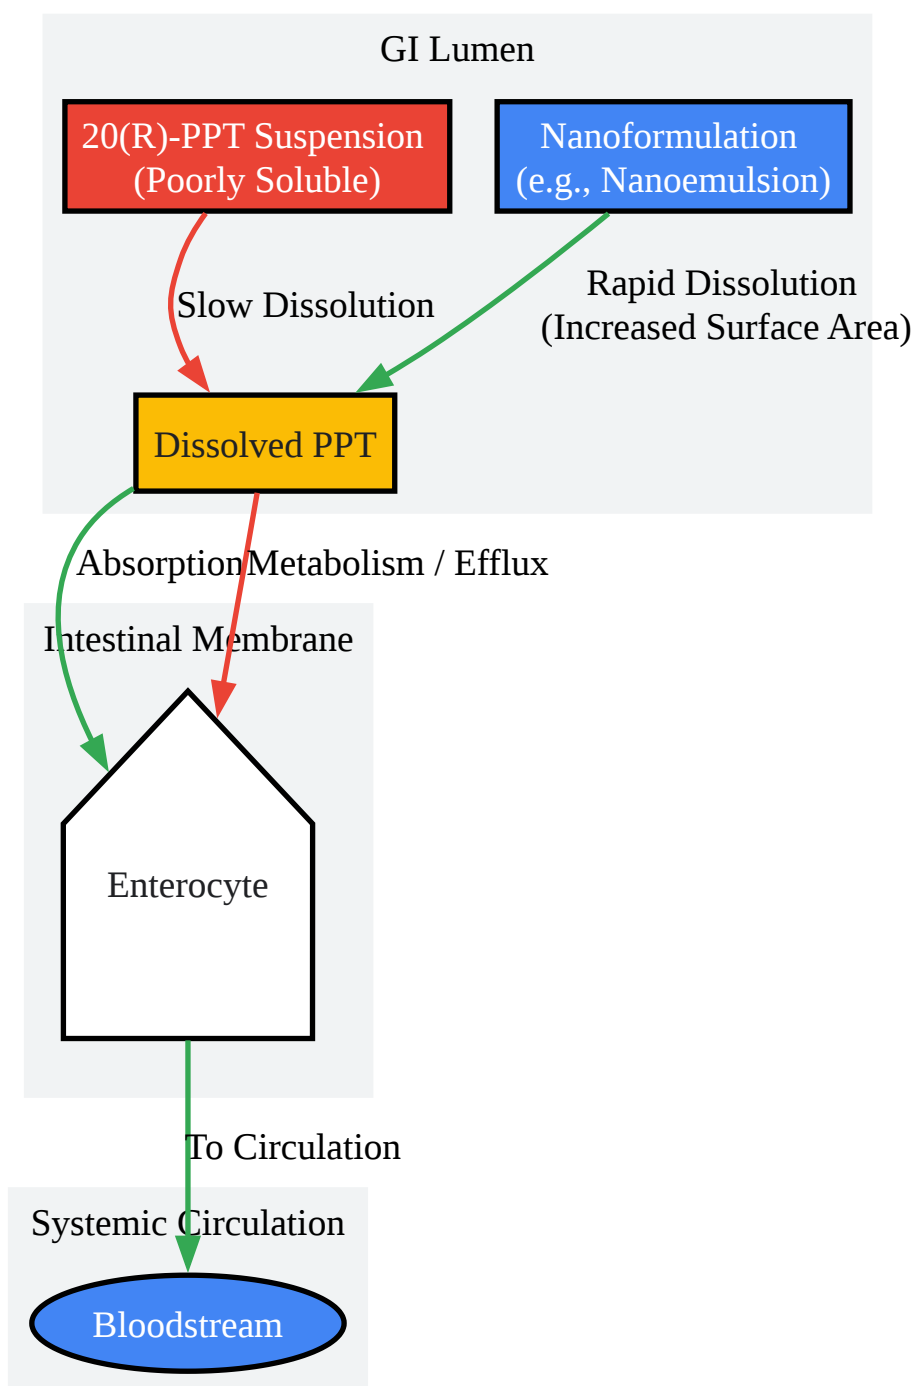 GI Lumen
20(R)-PPT Suspension
(Poorly Soluble)
Nanoformulation
(e.g., Nanoemulsion)
Slow Dissolution
Rapid Dissolution
(Increased Surface Area)
Dissolved PPT
Absorption
Metabolism / Efflux
Intestinal Membrane
Enterocyte
To Circulation
Systemic Circulation
Bloodstream